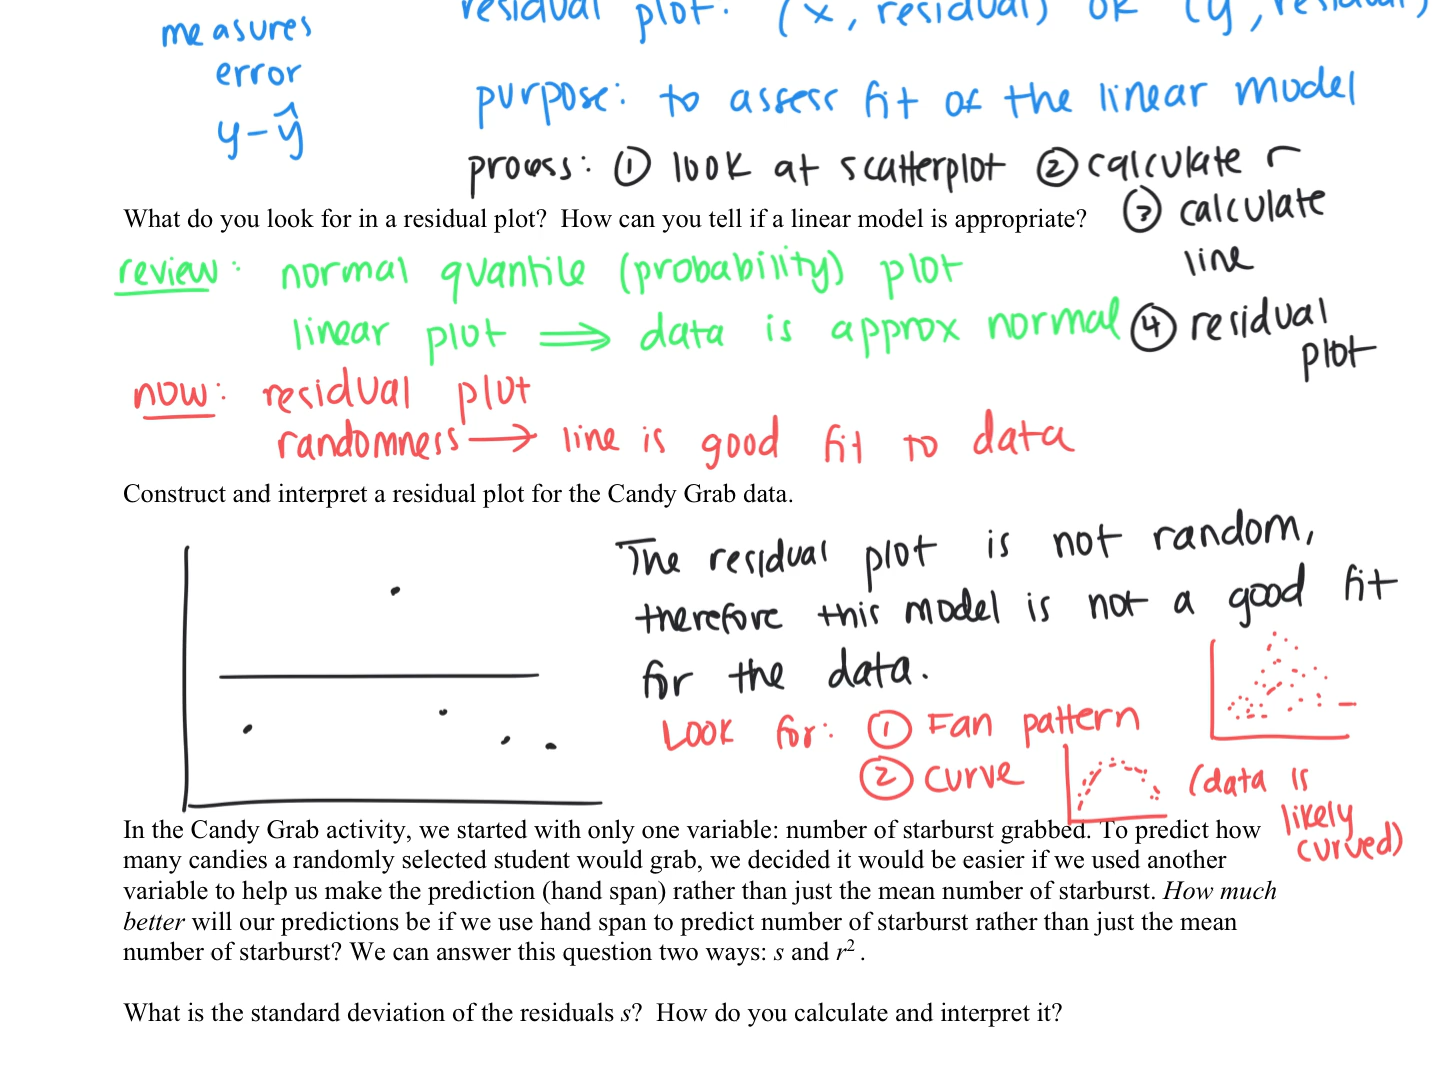 measures
error
y-ŷ
residual plot: (x, residual) OR (y, residual)
purpose: to assess fit of the linear model
process: ① look at scatterplot ② calculate r
③ calculate
line
④ residual
plot
What do you look for in a residual plot?  How can you tell if a linear model is appropriate?
review: normal quantile (probability) plot
linear plot ⟹ data is approx normal
now: residual plot
randomness → line is good fit to data
Construct and interpret a residual plot for the Candy Grab data.
The residual plot is not random,
therefore this model is not a good fit
for the data.
Look for: ① Fan pattern
② curve (data is
likely
curved)
In the Candy Grab activity, we started with only one variable: number of starburst grabbed. To predict how
many candies a randomly selected student would grab, we decided it would be easier if we used another
variable to help us make the prediction (hand span) rather than just the mean number of starburst. How much
better will our predictions be if we use hand span to predict number of starburst rather than just the mean
number of starburst? We can answer this question two ways: s and r².
What is the standard deviation of the residuals s?  How do you calculate and interpret it?